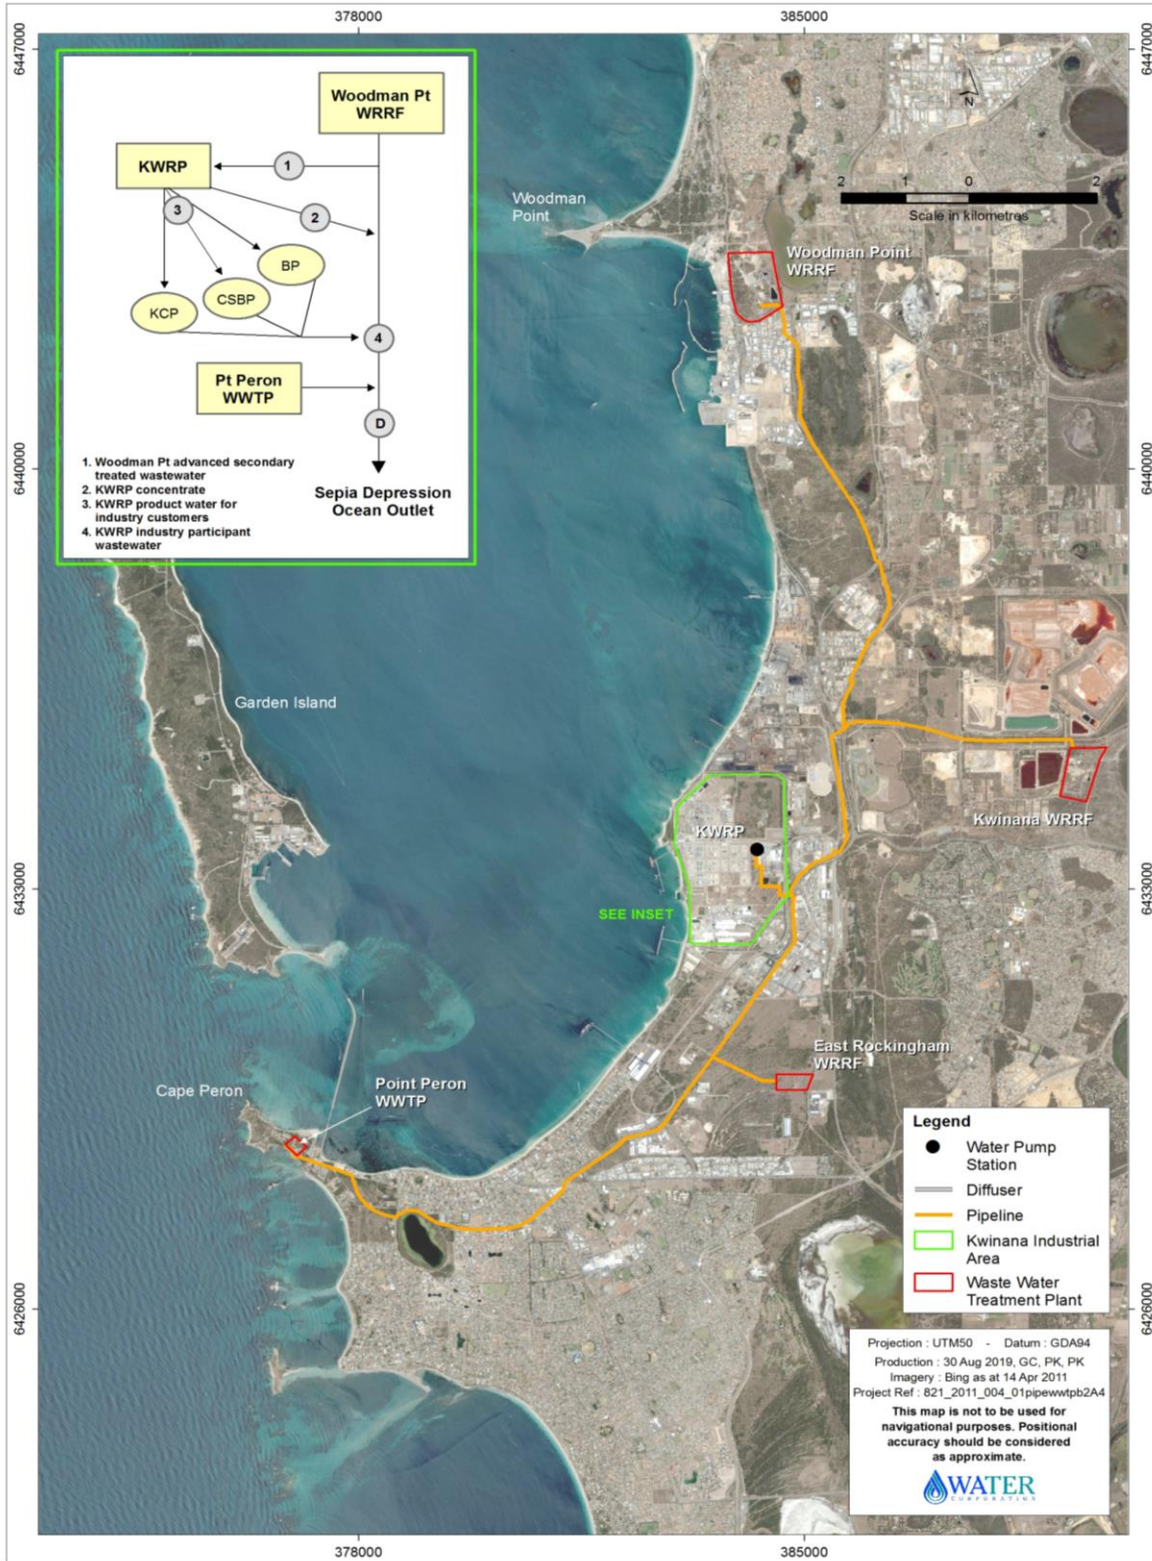 378000
385000
6447000
6447000
Woodman Pt
WRRF
KWRP
1
3
2
BP
CSBP
KCP
4
Pt Peron
WWTP
D
1. Woodman Pt advanced secondary
treated wastewater
2. KWRP concentrate
3. KWRP product water for
industry customers
4. KWRP industry participant
wastewater
Sepia Depression
Ocean Outlet
N
2
1
0
2
Scale in kilometres
Woodman
Point
Woodman Point
WRRF
6440000
6440000
Garden Island
Kwinana WRRF
KWRP
6433000
6433000
SEE INSET
East Rockingham
WRRF
Cape Peron
Point Peron
WWTP
Legend
Water Pump
Station
Diffuser
Pipeline
Kwinana Industrial
Area
Waste Water
Treatment Plant
6426000
6426000
Projection : UTM50 - Datum : GDA94
Production : 30 Aug 2019, GC, PK, PK
Imagery : Bing as at 14 Apr 2011
Project Ref : 821_2011_004_01pipewwtpb2A4
This map is not to be used for
navigational purposes. Positional
accuracy should be considered
as approximate.
WATER
CORPORATION
378000
385000